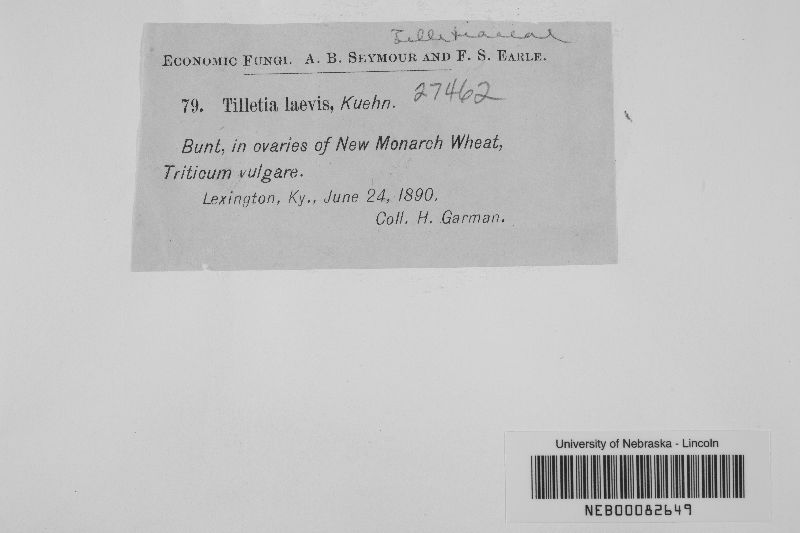 Tilletiaceae
ECONOMIC FUNGI. A. B. SEYMOUR AND F. S. EARLE.
79. Tilletia laevis, Kuehn. 27462
Bunt, in ovaries of New Monarch Wheat,
Triticum vulgare.
Lexington, Ky., June 24, 1890.
Coll. H. Garman.
University of Nebraska - Lincoln
NEB00082649